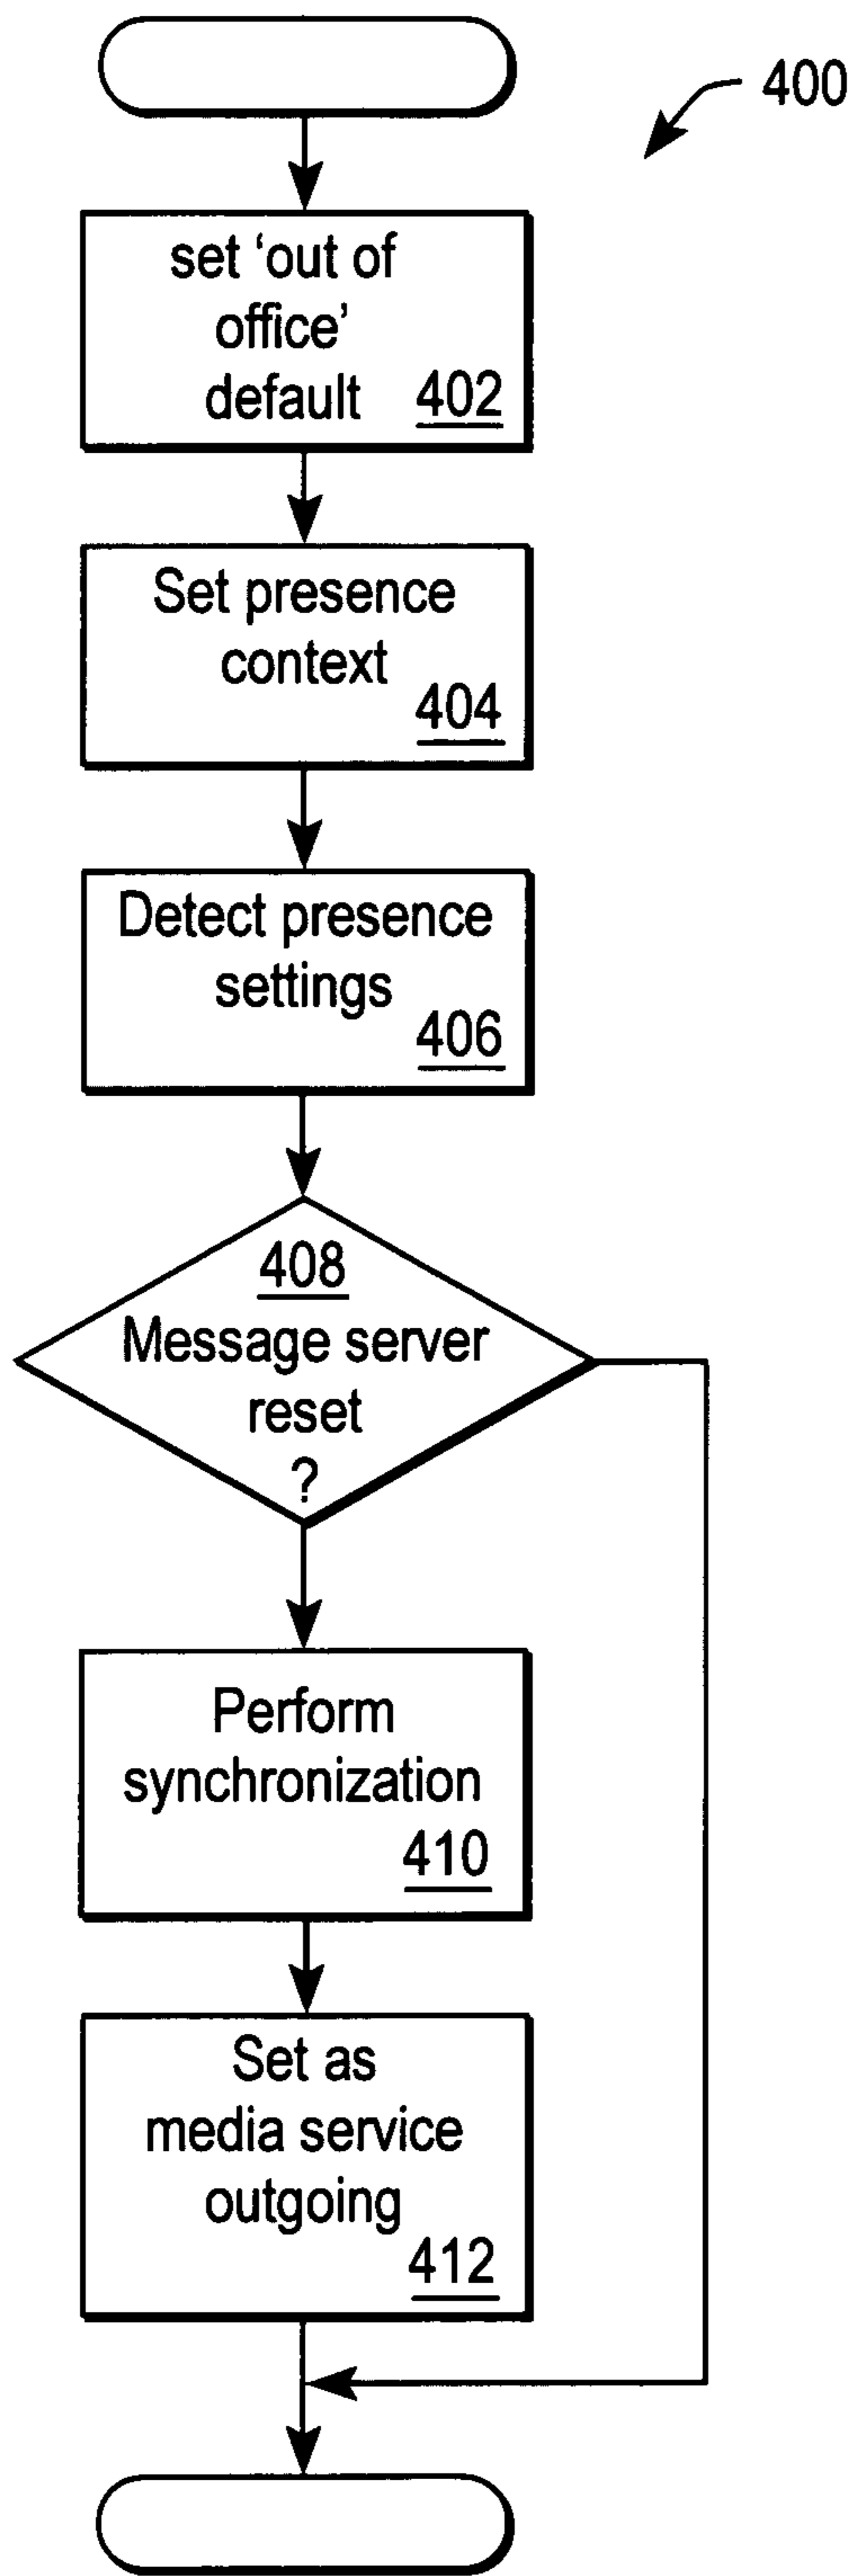 400
set ‘out of
office’
default 402
Set presence
context
404
Detect presence
settings
406
408
Message server
reset
?
Perform
synchronization
410
Set as
media service
outgoing
412